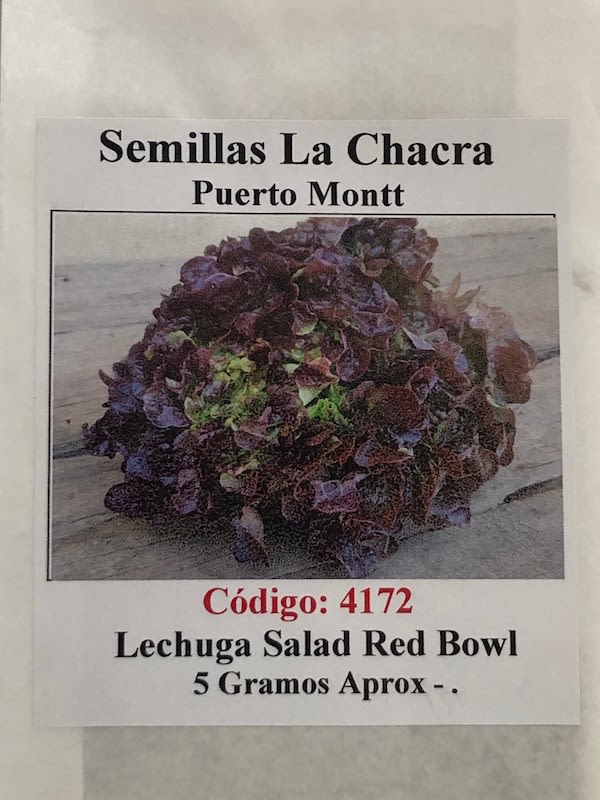 Semillas La Chacra
Puerto Montt
Código: 4172
Lechuga Salad Red Bowl
5 Gramos Aprox - .